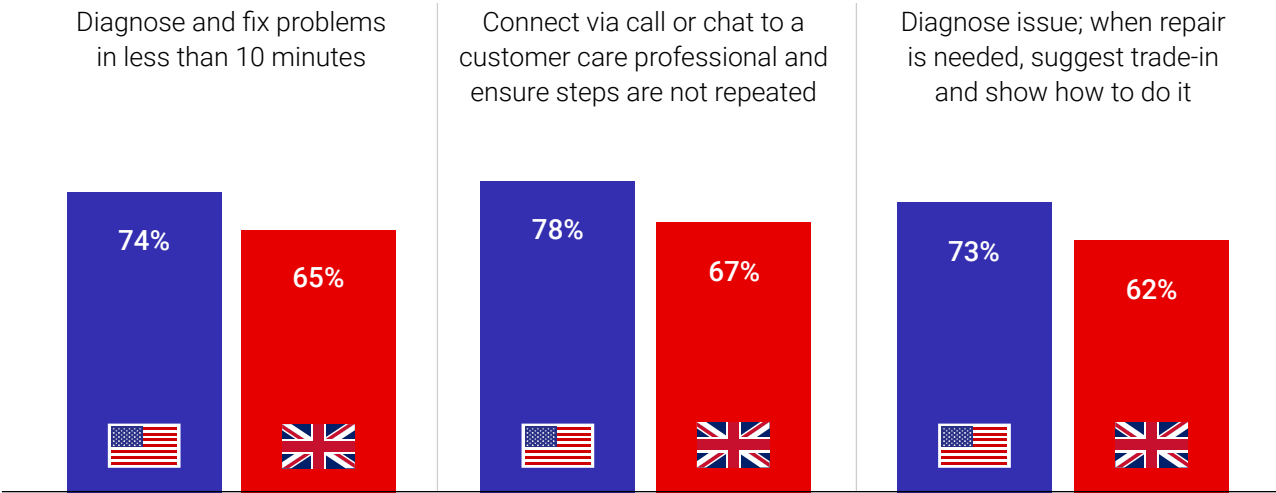 Diagnose and fix problems
in less than 10 minutes
Connect via call or chat to a
customer care professional and
ensure steps are not repeated
Diagnose issue; when repair
is needed, suggest trade-in
and show how to do it
74%
65%
78%
67%
73%
62%